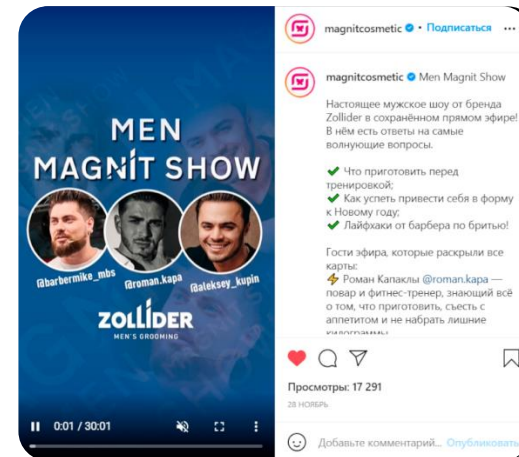 MEN
MAGNİT SHOW
@barbermike_mbs
@roman.kapa
@aleksey_kupin
ZOLLİDER
MEN'S GROOMING
0:01 / 30:01
magnitcosmetic • Подписаться •••
magnitcosmetic Men Magnit Show
Настоящее мужское шоу от бренда
Zollider в сохранённом прямом эфире!
В нём есть ответы на самые
волнующие вопросы.
✔ Что приготовить перед
тренировкой;
✔ Как успеть привести себя в форму
к Новому году;
✔ Лайфхаки от барбера по бритью!
Гости эфира, которые раскрыли все
карты:
⚡ Роман Капаклы @roman.kapa —
повар и фитнес-тренер, знающий всё
о том, что приготовить, съесть с
аппетитом и не набрать лишние
килограммы
Просмотры: 17 291
28 НОЯБРЬ
Добавьте комментарий... Опубликовать